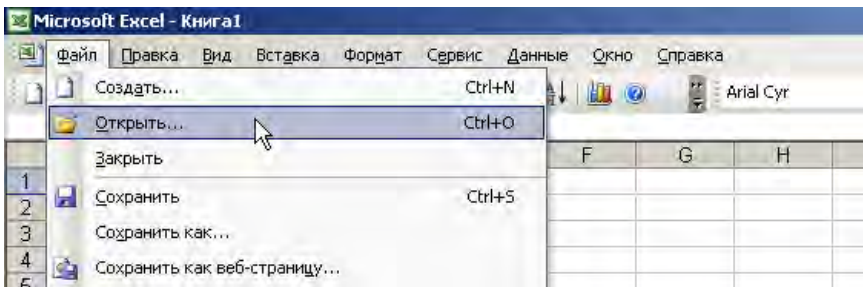 Microsoft Excel - Книга1
Файл Правка Вид Вставка Формат Сервис Данные Окно Справка
Создать... Ctrl+N
Arial Cyr
Открыть... Ctrl+O
Закрыть
F G H
1
Сохранить Ctrl+S
2
Сохранить как...
3
Сохранить как веб-страницу...
4
5